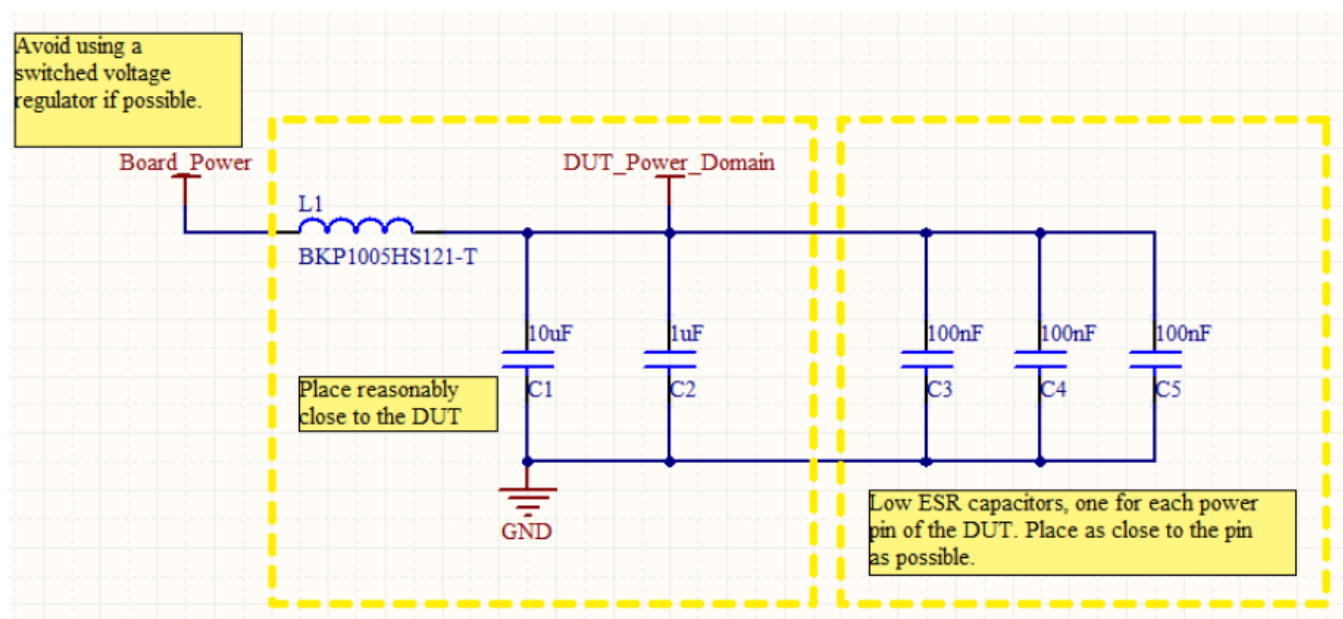 Avoid using a
switched voltage
regulator if possible.
Board_Power
DUT_Power_Domain
L1
BKP1005HS121-T
10uF
1uF
100nF
100nF
100nF
C1
C2
C3
C4
C5
Place reasonably
close to the DUT
GND
Low ESR capacitors, one for each power
pin of the DUT. Place as close to the pin
as possible.